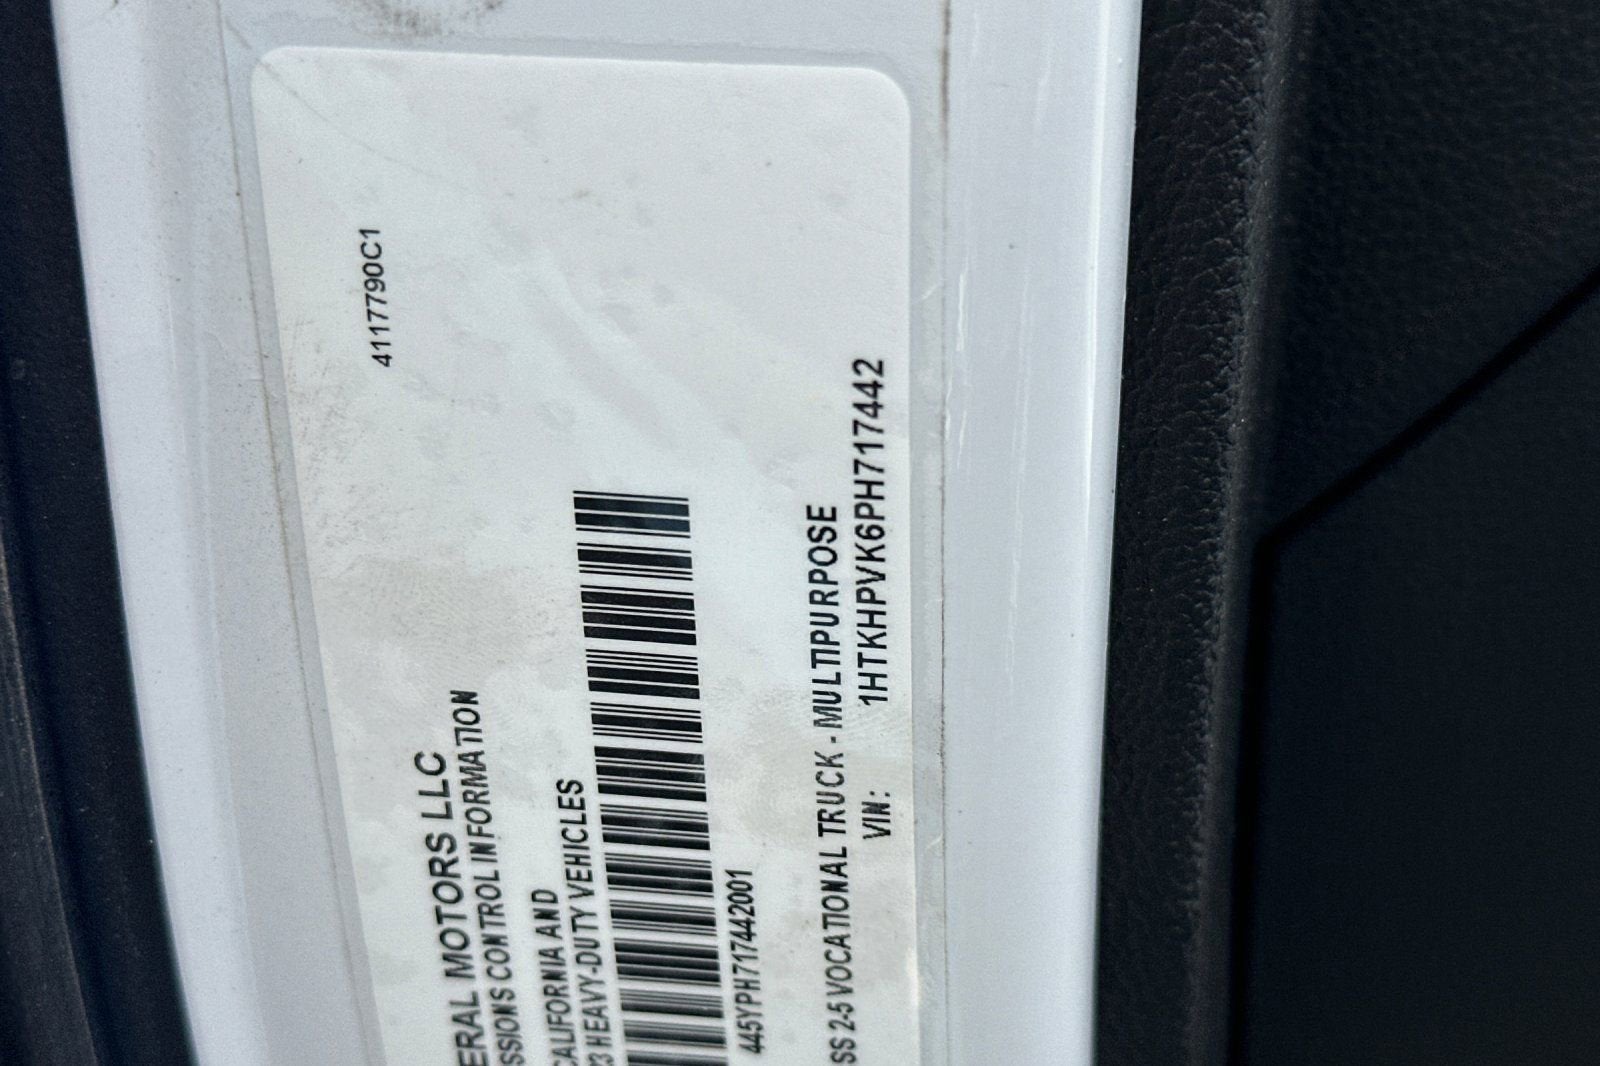 4117790C1
ERAL MOTORS LLC
SSIONS CONTROL INFORMATION
CALIFORNIA AND
3 HEAVY-DUTY VEHICLES
445YPH717442001
SS 2-5 VOCATIONAL TRUCK - MULTIPURPOSE
VIN: 1HTKHPVK6PH717442